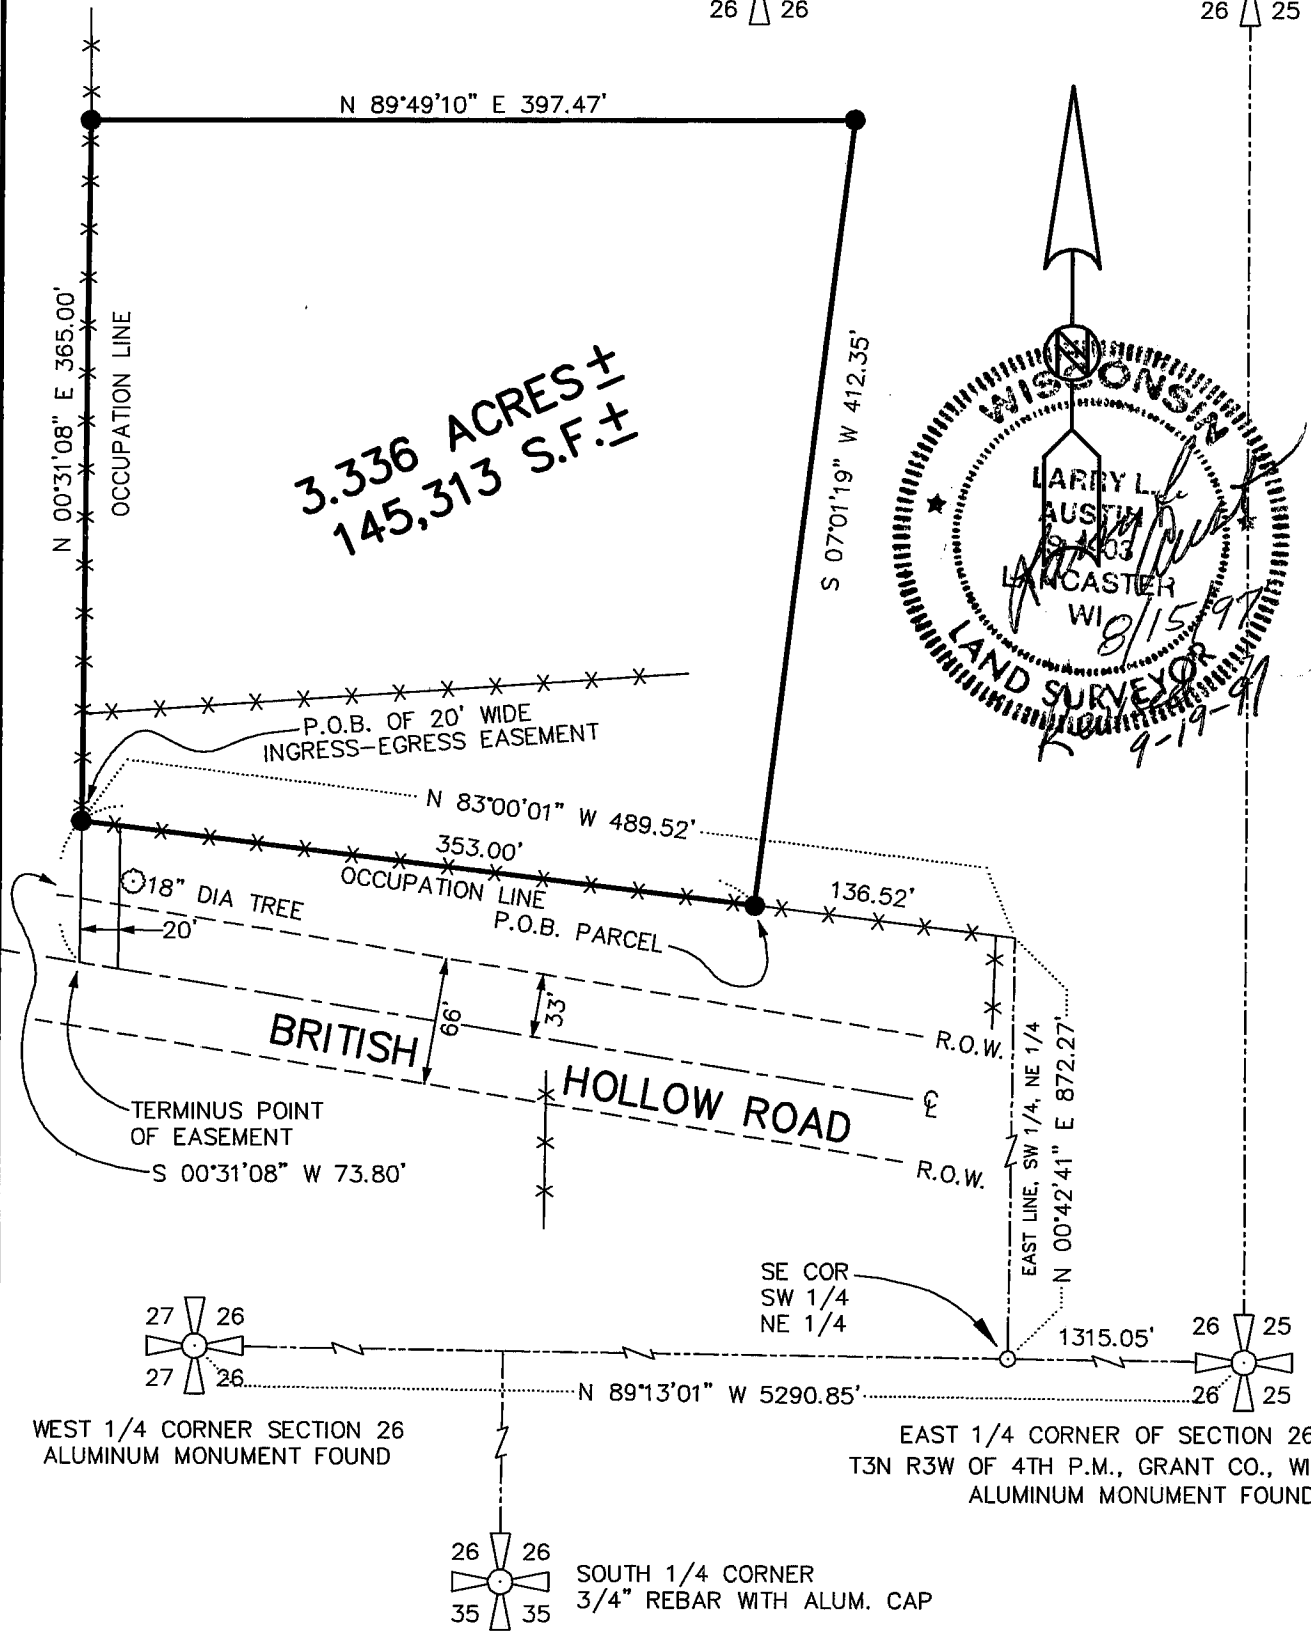 26 26
26 25
N 89°49'10" E 397.47'
N 00°31'08" E 365.00'
OCCUPATION LINE
3.336 ACRES±
145,313 S.F.±
S 07°01'19" W 412.35'
N
WISCONSIN
LARRY L.
AUSTIN
LANCASTER
WI
LAND SURVEYOR
8/15/97
9-19-97
P.O.B. OF 20' WIDE
INGRESS-EGRESS EASEMENT
N 83°00'01" W 489.52'
353.00'
OCCUPATION LINE
136.52'
18" DIA TREE
P.O.B. PARCEL
20'
66'
33'
BRITISH HOLLOW ROAD
R.O.W.
℄
R.O.W.
TERMINUS POINT
OF EASEMENT
S 00°31'08" W 73.80'
EAST LINE, SW 1/4, NE 1/4
N 00°42'41" E 872.27'
SE COR
SW 1/4
NE 1/4
1315.05'
27 26
27 26
26 25
26 25
N 89°13'01" W 5290.85'
WEST 1/4 CORNER SECTION 26
ALUMINUM MONUMENT FOUND
EAST 1/4 CORNER OF SECTION 26
T3N R3W OF 4TH P.M., GRANT CO., WI
ALUMINUM MONUMENT FOUND
26 26
35 35
SOUTH 1/4 CORNER
3/4" REBAR WITH ALUM. CAP